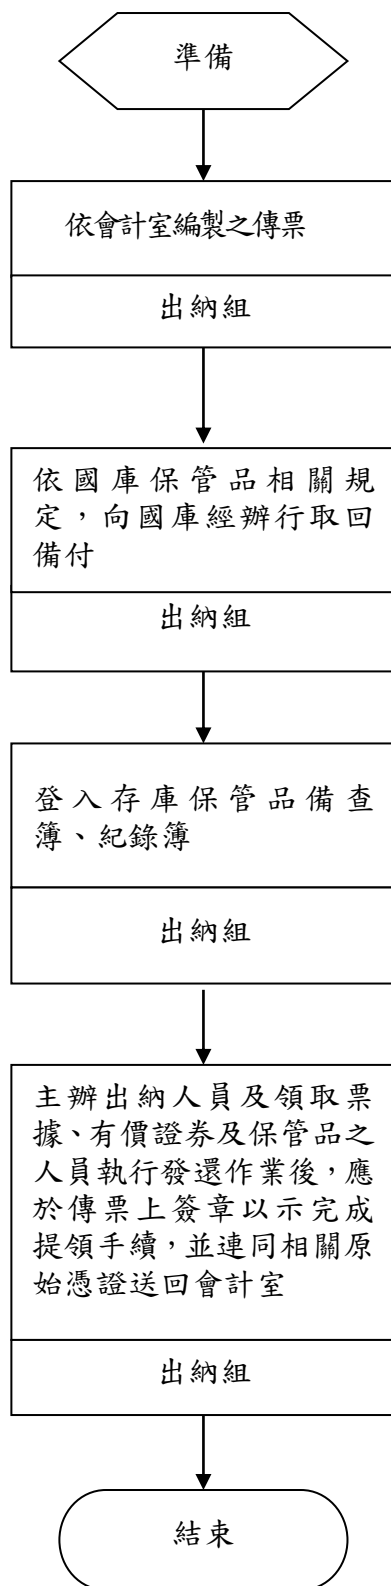 準備
依會計室編製之傳票
出納組
依國庫保管品相關規
定，向國庫經辦行取回
備付
出納組
登入存庫保管品備查
簿、紀錄簿
出納組
主辦出納人員及領取票
據、有價證券及保管品之
人員執行發還作業後，應
於傳票上簽章以示完成
提領手續，並連同相關原
始憑證送回會計室
出納組
結束